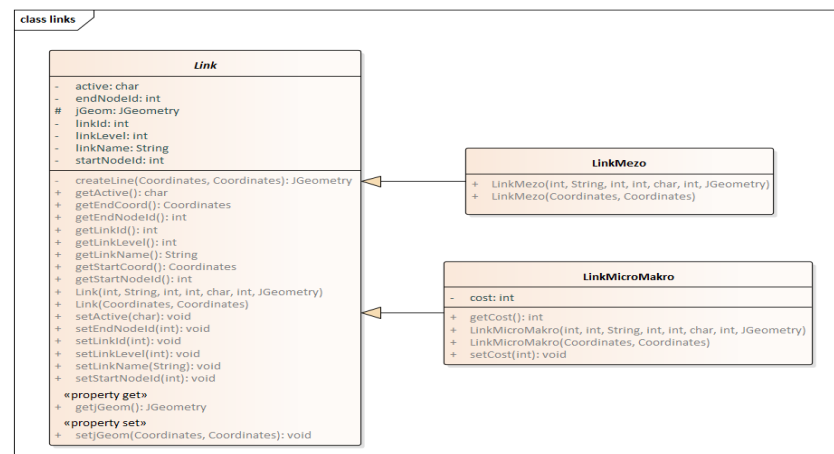 class links
Link
- active: char
- endNodeId: int
# jGeom: JGeometry
- linkId: int
- linkLevel: int
- linkName: String
- startNodeId: int
- createLine(Coordinates, Coordinates): JGeometry
+ getActive(): char
+ getEndCoord(): Coordinates
+ getEndNodeId(): int
+ getLinkId(): int
+ getLinkLevel(): int
+ getLinkName(): String
+ getStartCoord(): Coordinates
+ getStartNodeId(): int
+ Link(int, String, int, int, char, int, JGeometry)
+ Link(Coordinates, Coordinates)
+ setActive(char): void
+ setEndNodeId(int): void
+ setLinkId(int): void
+ setLinkLevel(int): void
+ setLinkName(String): void
+ setStartNodeId(int): void
«property get»
+ getjGeom(): JGeometry
«property set»
+ setjGeom(Coordinates, Coordinates): void
LinkMezo
+ LinkMezo(int, String, int, int, char, int, JGeometry)
+ LinkMezo(Coordinates, Coordinates)
LinkMicroMakro
- cost: int
+ getCost(): int
+ LinkMicroMakro(int, int, String, int, int, char, int, JGeometry)
+ LinkMicroMakro(Coordinates, Coordinates)
+ setCost(int): void